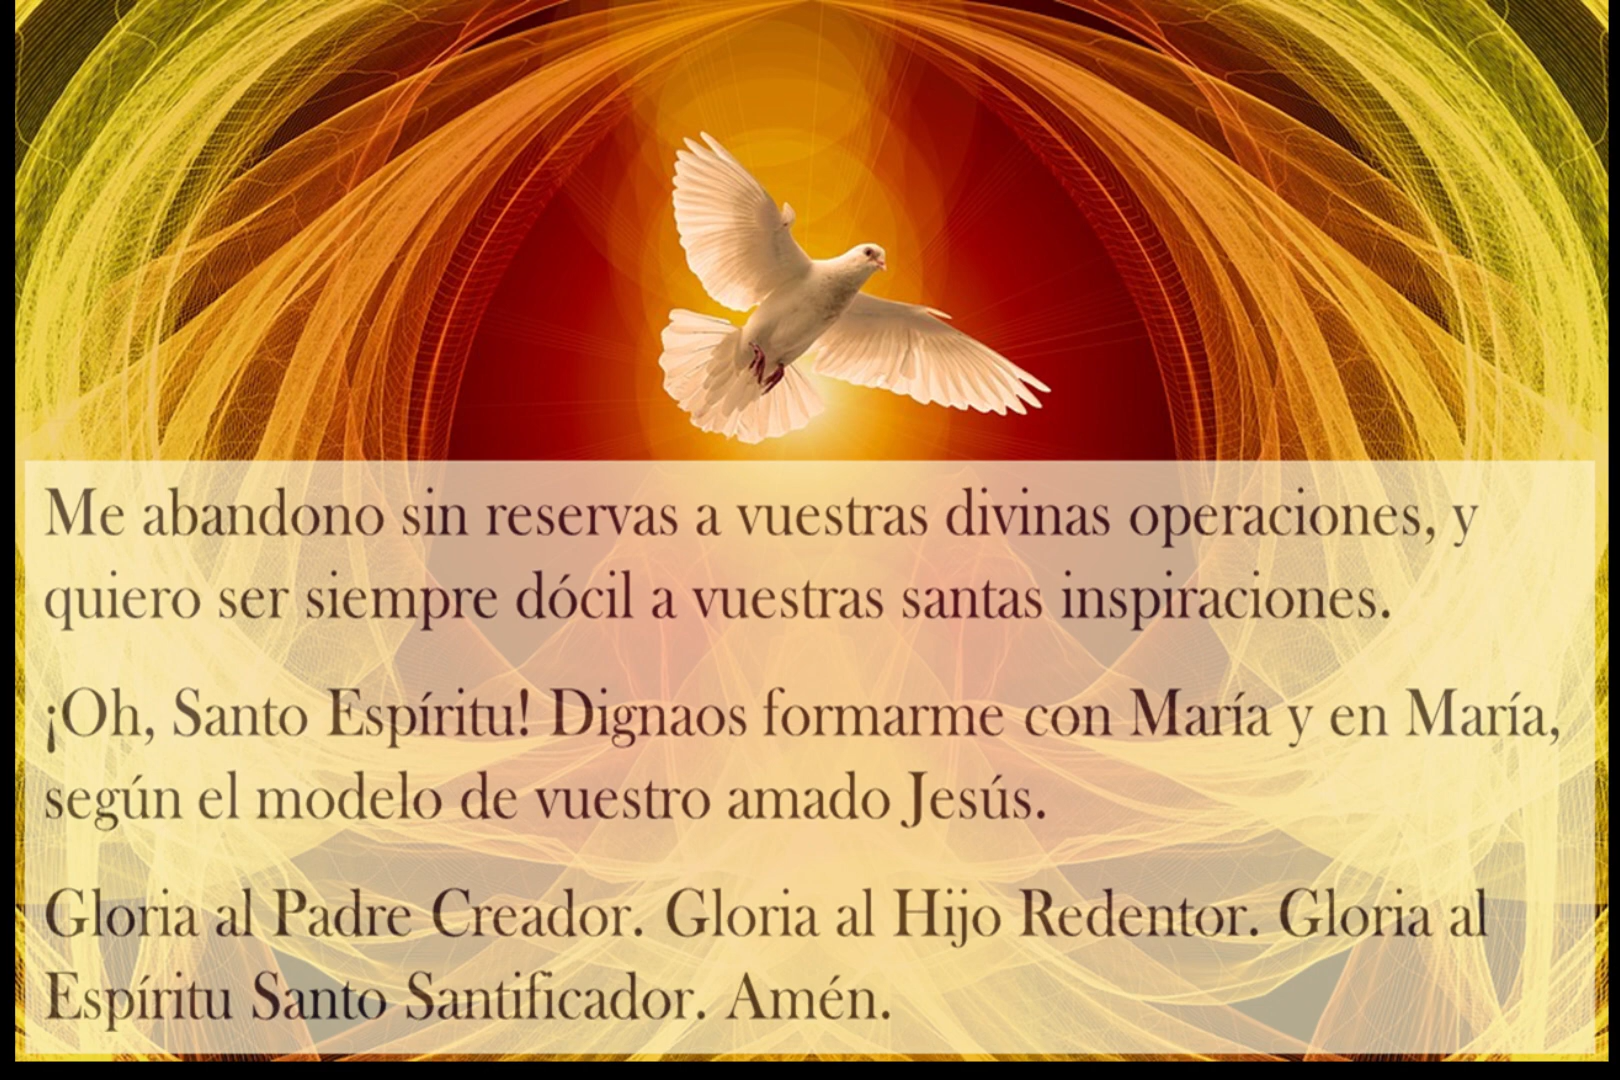 Me abandono sin reservas a vuestras divinas operaciones, y
quiero ser siempre dócil a vuestras santas inspiraciones.
¡Oh, Santo Espíritu! Dignaos formarme con María y en María,
según el modelo de vuestro amado Jesús.
Gloria al Padre Creador. Gloria al Hijo Redentor. Gloria al
Espíritu Santo Santificador. Amén.